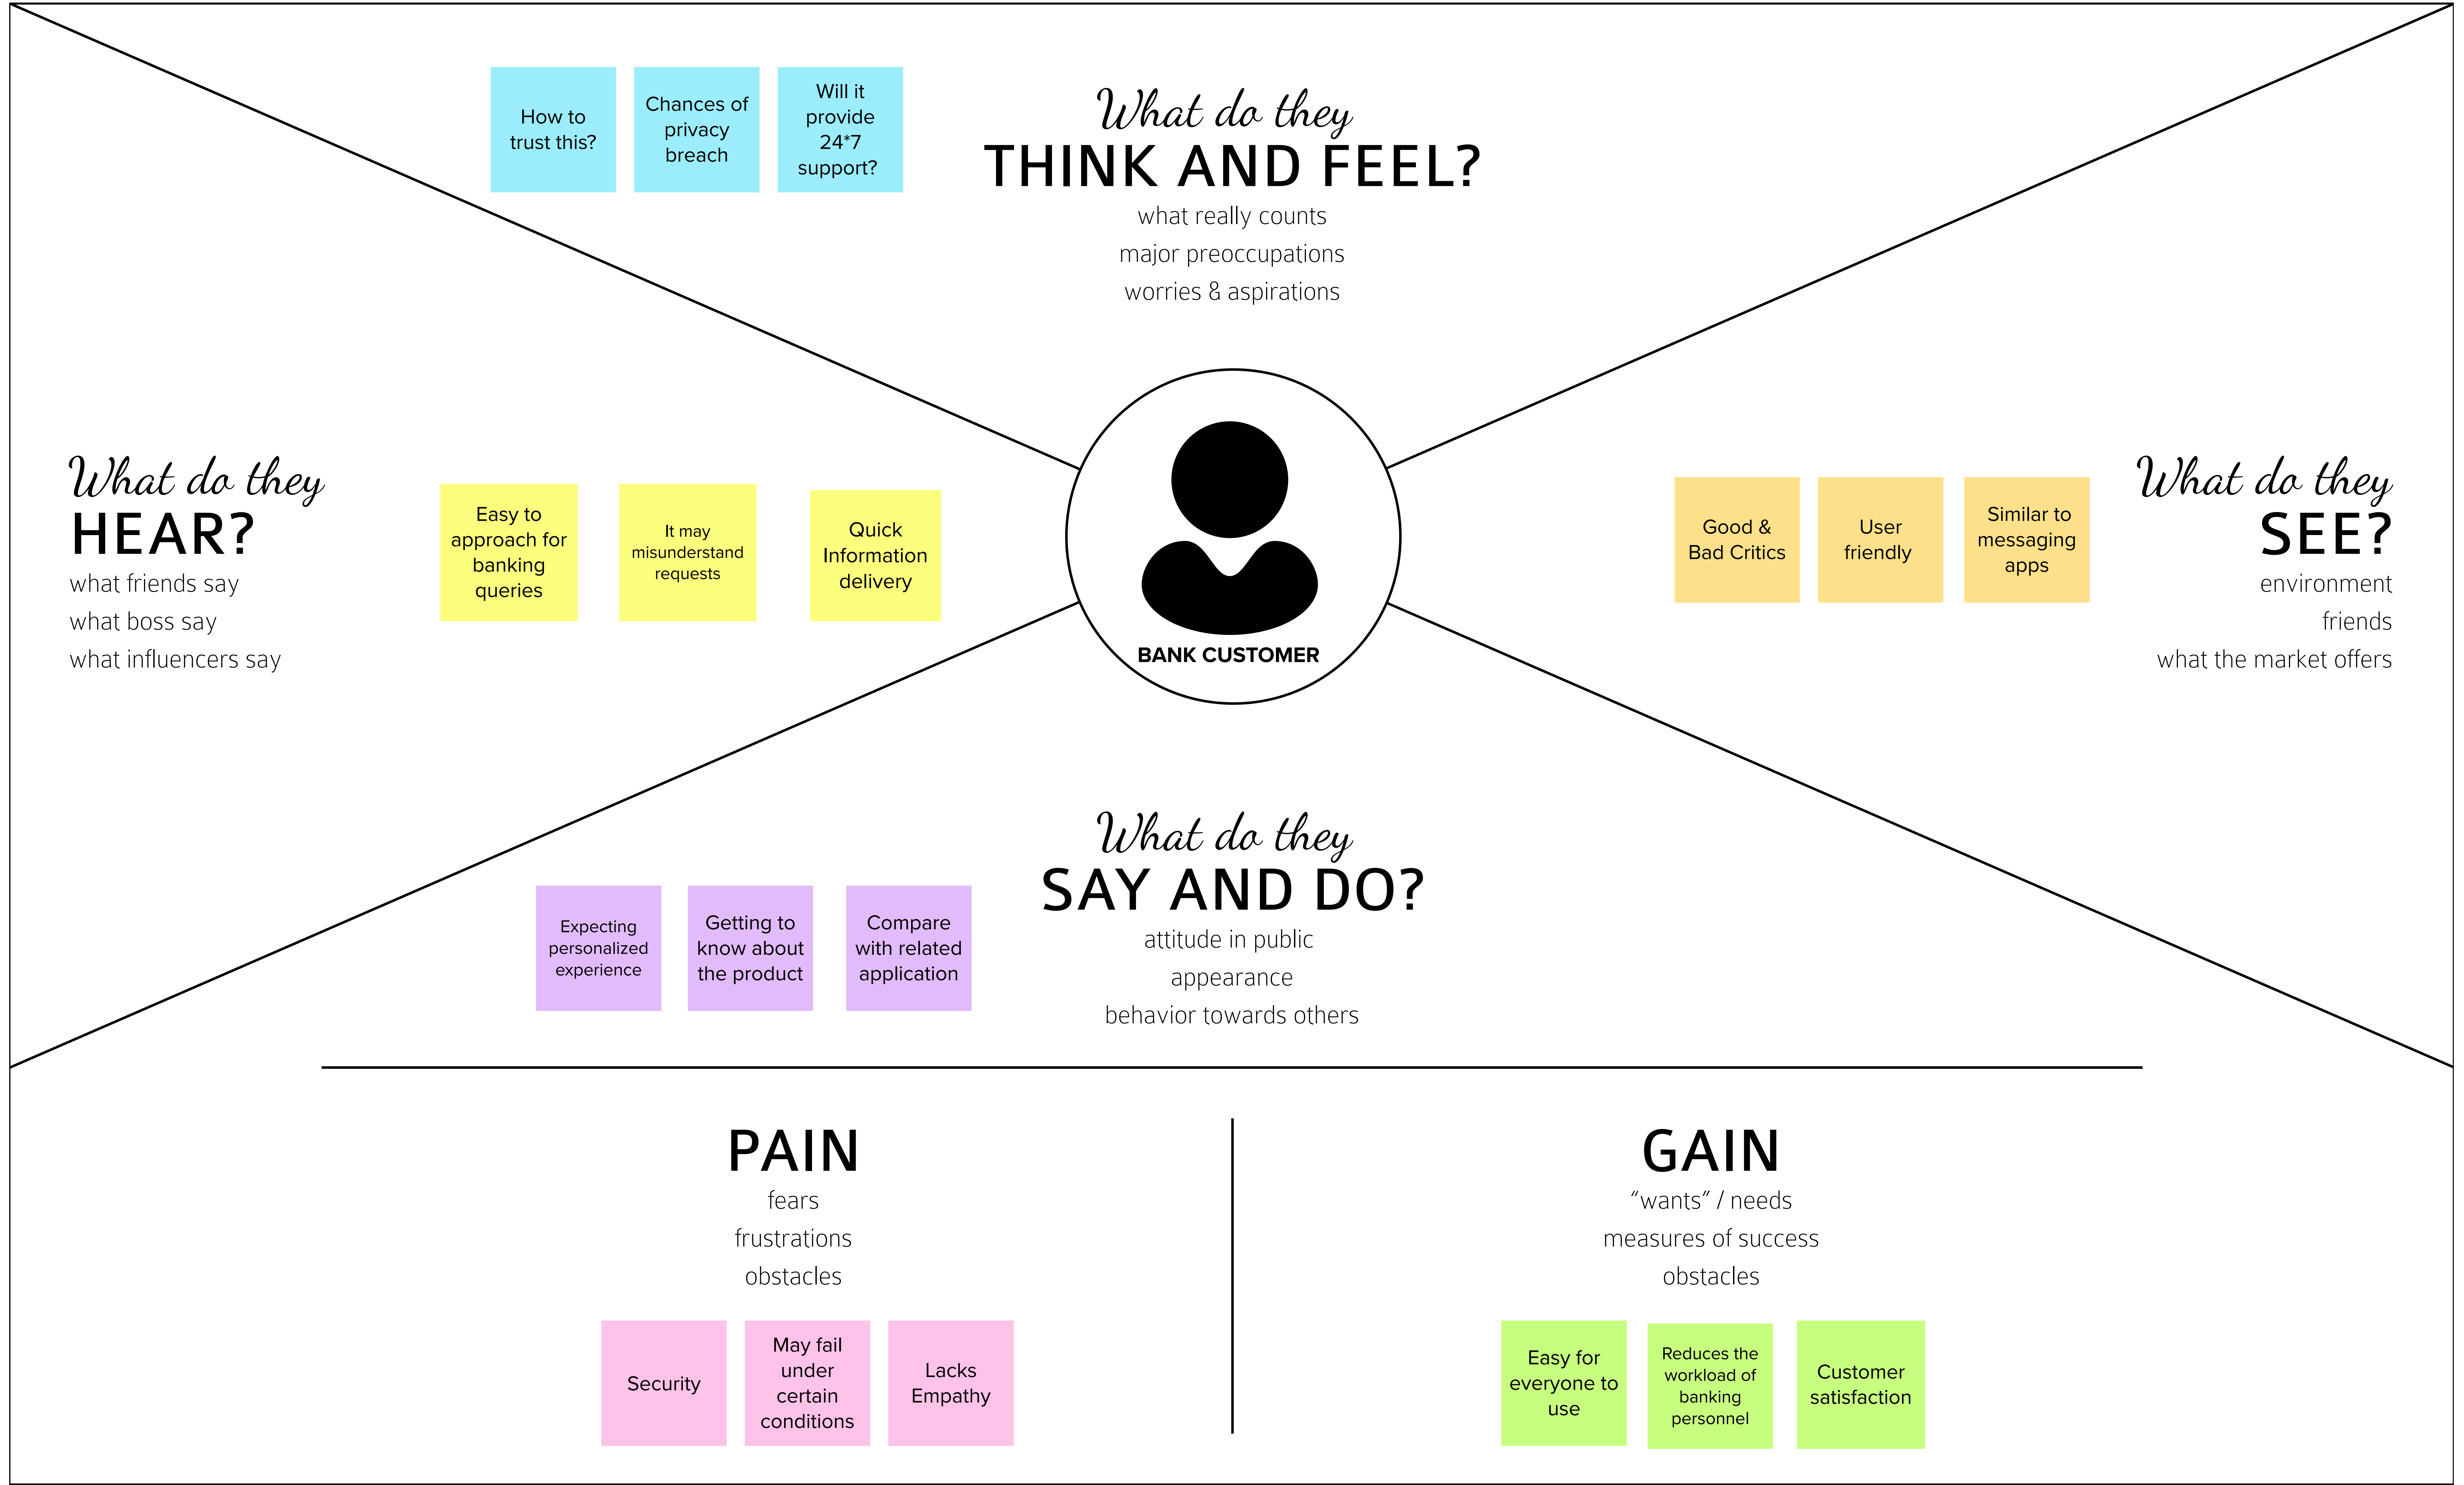 How to
trust this?
Chances of
privacy
breach
Will it
provide
24*7
support?
What do they
THINK AND FEEL?
what really counts
major preoccupations
worries & aspirations
What do they
HEAR?
what friends say
what boss say
what influencers say
Easy to
approach for
banking
queries
It may
misunderstand
requests
Quick
Information
delivery
BANK CUSTOMER
Good &
Bad Critics
User
friendly
Similar to
messaging
apps
What do they
SEE?
environment
friends
what the market offers
Expecting
personalized
experience
Getting to
know about
the product
Compare
with related
application
What do they
SAY AND DO?
attitude in public
appearance
behavior towards others
PAIN
fears
frustrations
obstacles
Security
May fail
under
certain
conditions
Lacks
Empathy
GAIN
“wants” / needs
measures of success
obstacles
Easy for
everyone to
use
Reduces the
workload of
banking
personnel
Customer
satisfaction